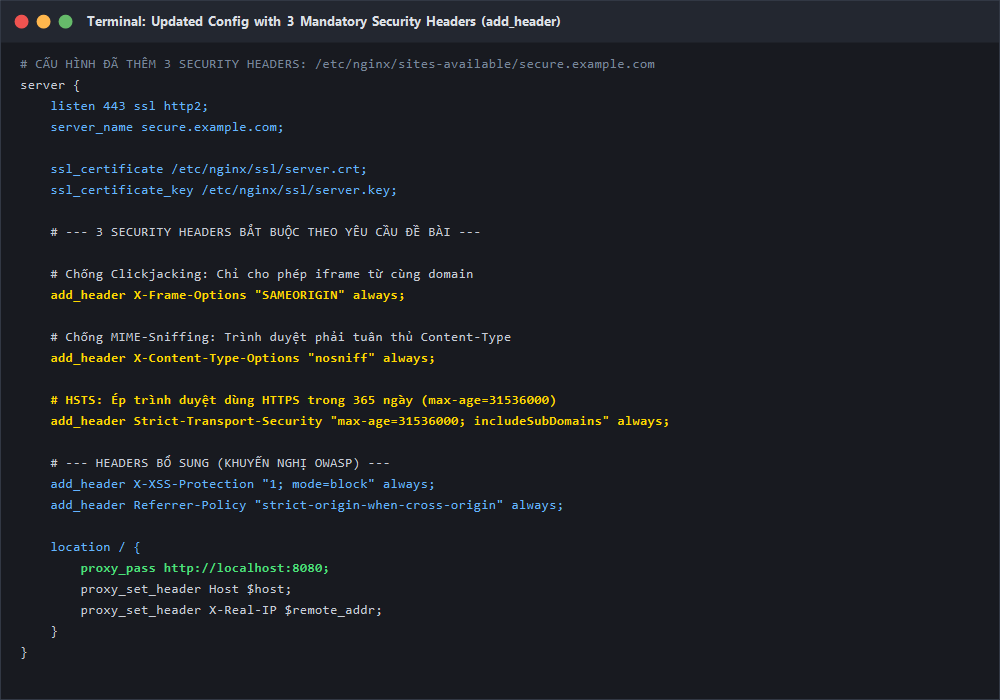 Terminal: Updated Config with 3 Mandatory Security Headers (add_header)
# CẤU HÌNH ĐÃ THÊM 3 SECURITY HEADERS: /etc/nginx/sites-available/secure.example.com
server {
    listen 443 ssl http2;
    server_name secure.example.com;

    ssl_certificate /etc/nginx/ssl/server.crt;
    ssl_certificate_key /etc/nginx/ssl/server.key;

    # --- 3 SECURITY HEADERS BẮT BUỘC THEO YÊU CẦU ĐỀ BÀI ---

    # Chống Clickjacking: Chỉ cho phép iframe từ cùng domain
    add_header X-Frame-Options "SAMEORIGIN" always;

    # Chống MIME-Sniffing: Trình duyệt phải tuân thủ Content-Type
    add_header X-Content-Type-Options "nosniff" always;

    # HSTS: Ép trình duyệt dùng HTTPS trong 365 ngày (max-age=31536000)
    add_header Strict-Transport-Security "max-age=31536000; includeSubDomains" always;

    # --- HEADERS BỔ SUNG (KHUYẾN NGHỊ OWASP) ---
    add_header X-XSS-Protection "1; mode=block" always;
    add_header Referrer-Policy "strict-origin-when-cross-origin" always;

    location / {
        proxy_pass http://localhost:8080;
        proxy_set_header Host $host;
        proxy_set_header X-Real-IP $remote_addr;
    }
}